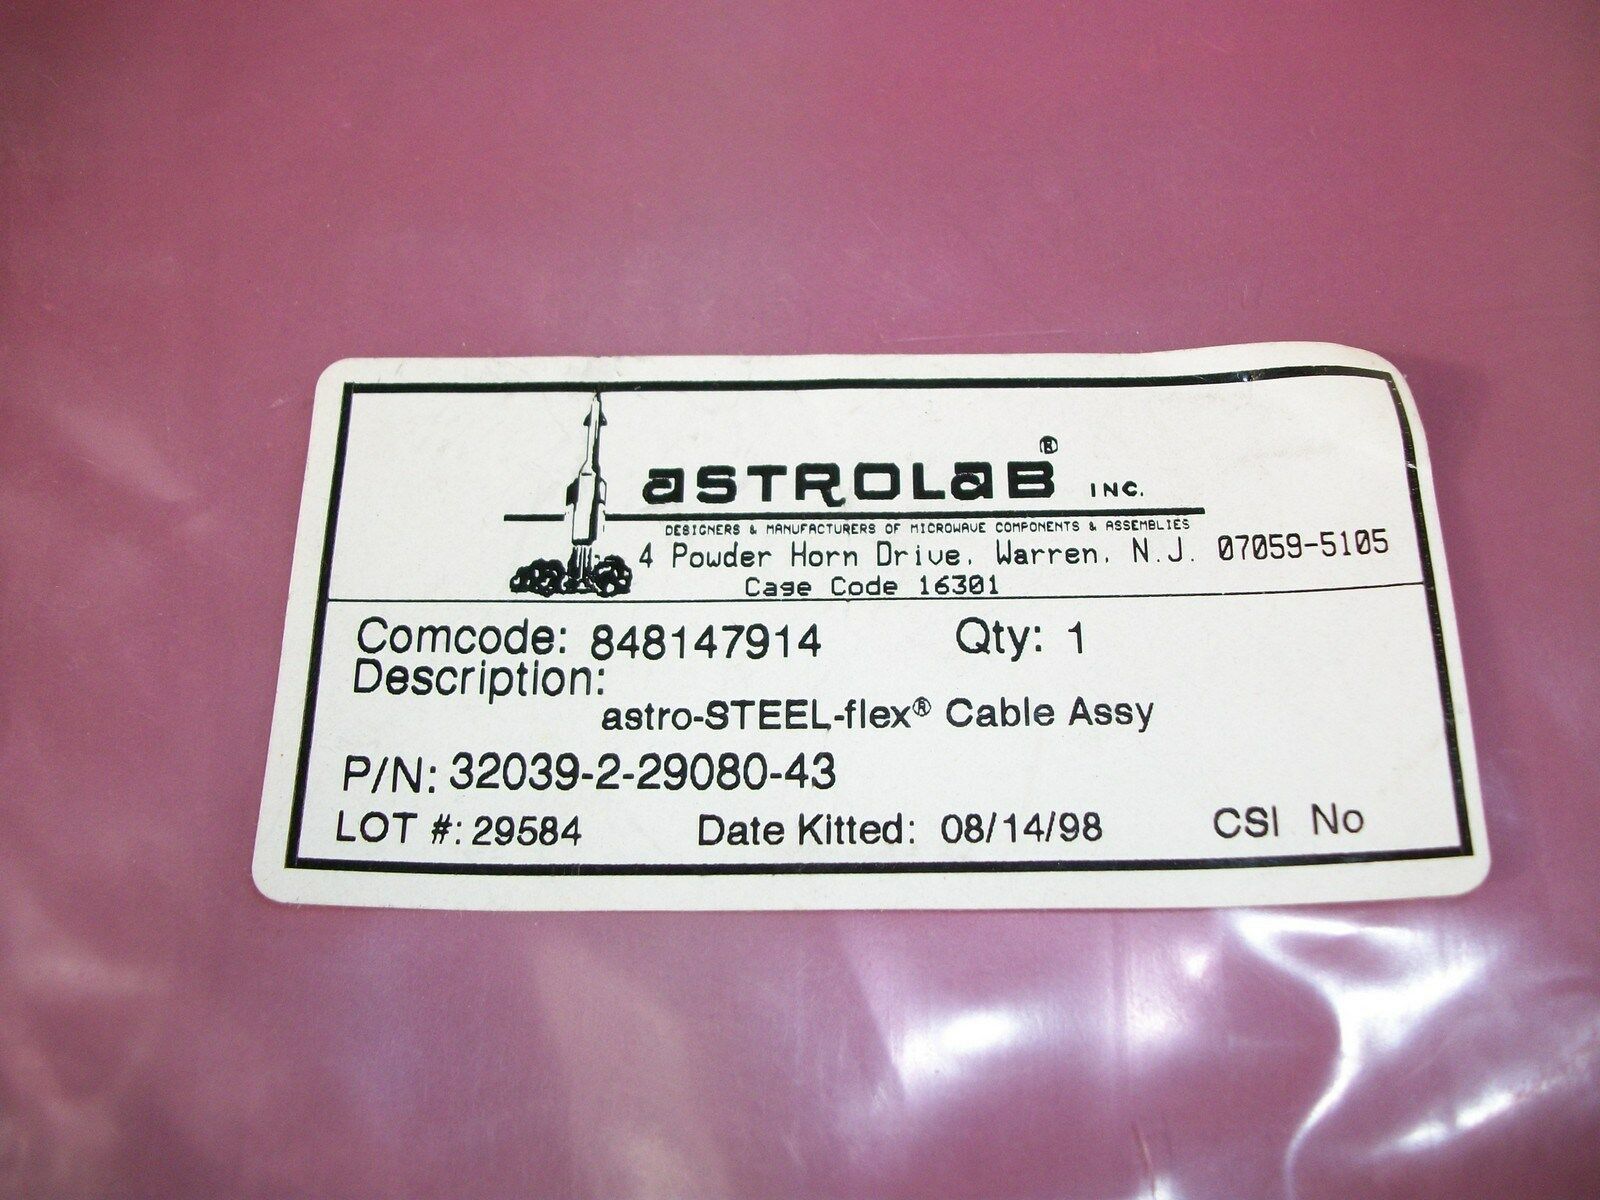 aSTROLaB® INC.
DESIGNERS & MANUFACTURERS OF MICROWAVE COMPONENTS & ASSEMBLIES
4 Powder Horn Drive, Warren, N.J. 07059-5105
Cage Code 16301
Comcode: 848147914 Qty: 1
Description:
astro-STEEL-flex® Cable Assy
P/N: 32039-2-29080-43
LOT #: 29584 Date Kitted: 08/14/98 CSI No